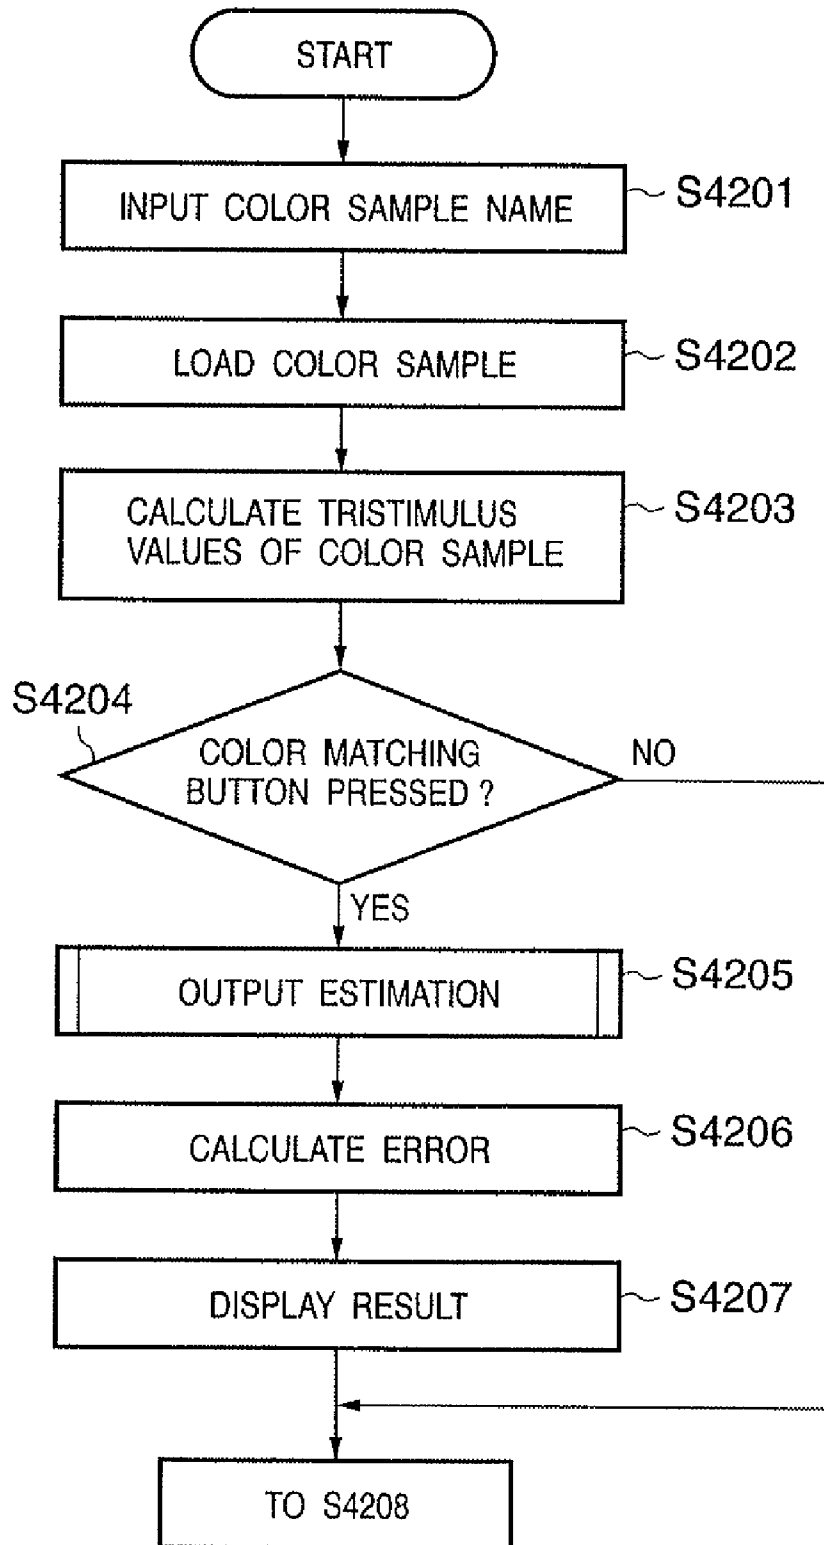 START
INPUT COLOR SAMPLE NAME
S4201
LOAD COLOR SAMPLE
S4202
CALCULATE TRISTIMULUS
VALUES OF COLOR SAMPLE
S4203
S4204
COLOR MATCHING
BUTTON PRESSED ?
NO
YES
OUTPUT ESTIMATION
S4205
CALCULATE ERROR
S4206
DISPLAY RESULT
S4207
TO S4208